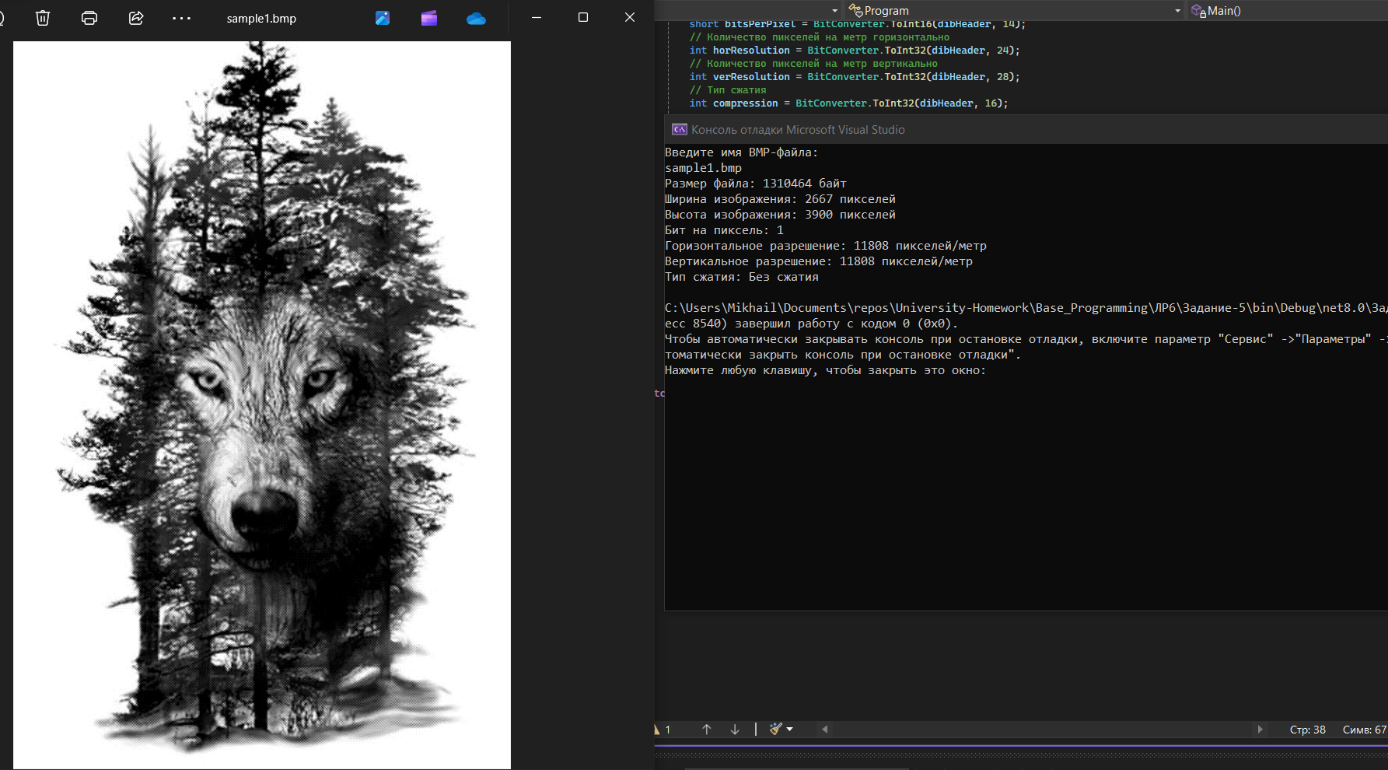 sample1.bmp
Program
Main()
short bitsPerPixel = BitConverter.ToInt16(dibHeader, 14);
// Количество пикселей на метр горизонтально
int horResolution = BitConverter.ToInt32(dibHeader, 24);
// Количество пикселей на метр вертикально
int verResolution = BitConverter.ToInt32(dibHeader, 28);
// Тип сжатия
int compression = BitConverter.ToInt32(dibHeader, 16);
Консоль отладки Microsoft Visual Studio
Введите имя BMP-файла:
sample1.bmp
Размер файла: 1310464 байт
Ширина изображения: 2667 пикселей
Высота изображения: 3900 пикселей
Бит на пиксель: 1
Горизонтальное разрешение: 11808 пикселей/метр
Вертикальное разрешение: 11808 пикселей/метр
Тип сжатия: Без сжатия
C:\Users\Mikhail\Documents\repos\University-Homework\Base_Programming\ЛР6\Задание-5\bin\Debug\net8.0\Зад
есс 8540) завершил работу с кодом 0 (0x0).
Чтобы автоматически закрывать консоль при остановке отладки, включите параметр "Сервис" ->"Параметры" -
томатически закрыть консоль при остановке отладки".
Нажмите любую клавишу, чтобы закрыть это окно:
1
Стр: 38 Симв: 67